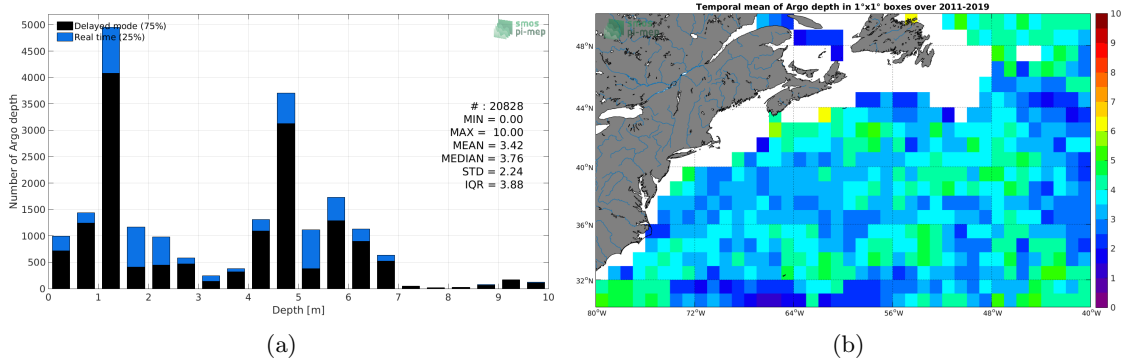 Delayed mode (75%)
Real time (25%)
smos
pi-mep
Number of Argo depth
5000
4500
4000
3500
3000
2500
2000
1500
1000
500
0
# : 20828
MIN = 0.00
MAX = 10.00
MEAN = 3.42
MEDIAN = 3.76
STD = 2.24
IQR = 3.88
0 1 2 3 4 5 6 7 8 9 10
Depth [m]
(a)
Temporal mean of Argo depth in 1°x1° boxes over 2011-2019
smos
pi-mep
48°N
44°N
40°N
36°N
32°N
80°W 72°W 64°W 56°W 48°W 40°W
10
9
8
7
6
5
4
3
2
1
0
(b)